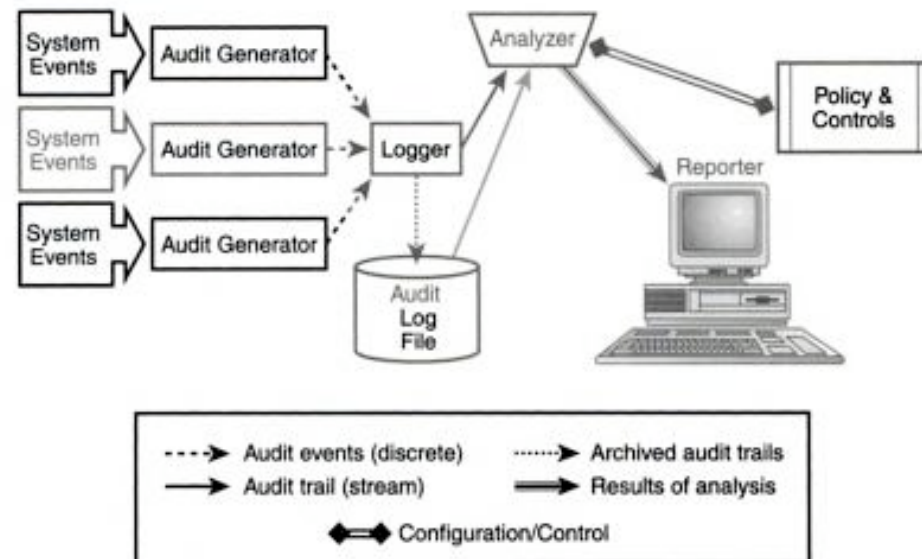 System
Events
Audit Generator
System
Events
Audit Generator
System
Events
Audit Generator
Logger
Analyzer
Policy &
Controls
Reporter
Audit
Log
File
Audit events (discrete)
Archived audit trails
Audit trail (stream)
Results of analysis
Configuration/Control